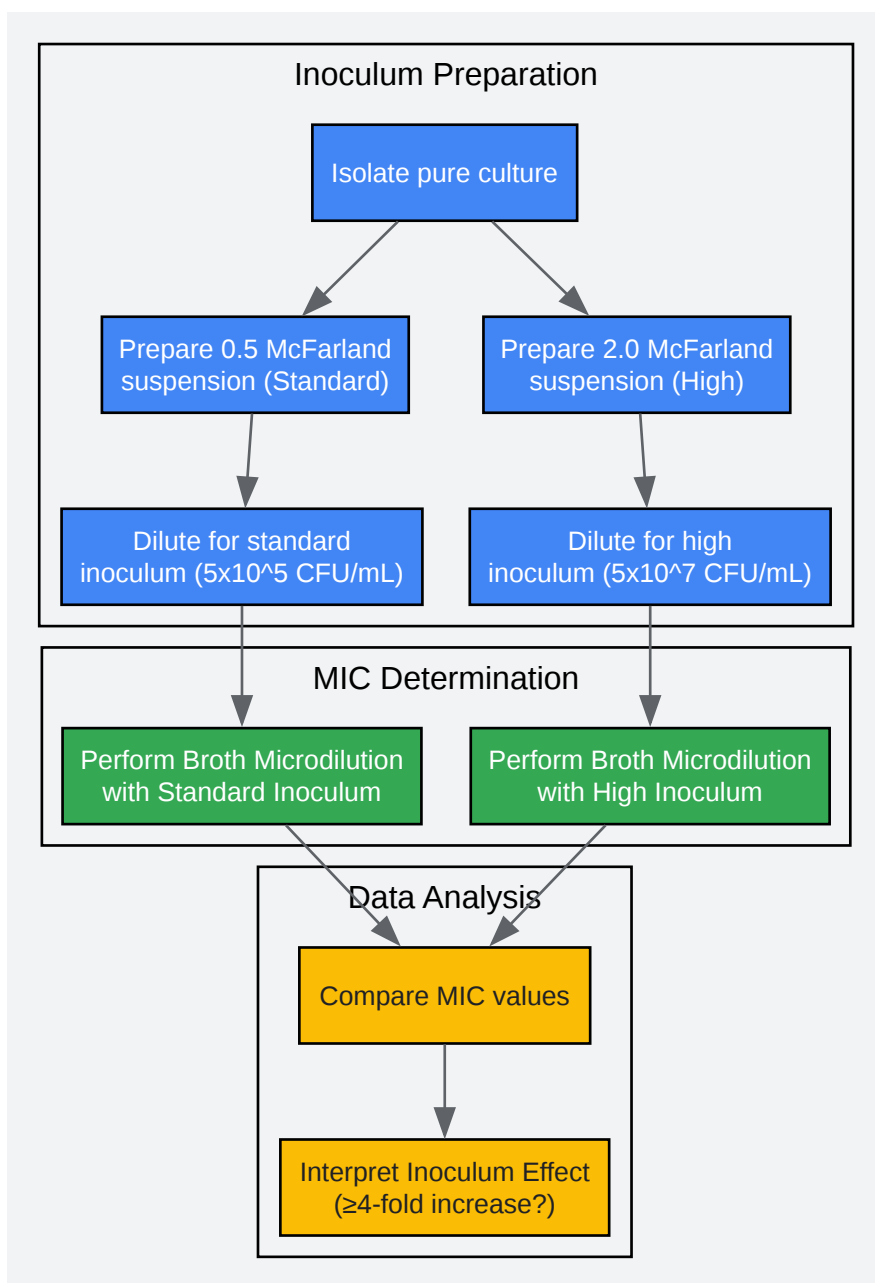 Inoculum Preparation
Isolate pure culture
Prepare 0.5 McFarland
suspension (Standard)
Prepare 2.0 McFarland
suspension (High)
Dilute for standard
inoculum (5x10^5 CFU/mL)
Dilute for high
inoculum (5x10^7 CFU/mL)
MIC Determination
Perform Broth Microdilution
with Standard Inoculum
Perform Broth Microdilution
with High Inoculum
Data Analysis
Compare MIC values
Interpret Inoculum Effect
(≥4-fold increase?)